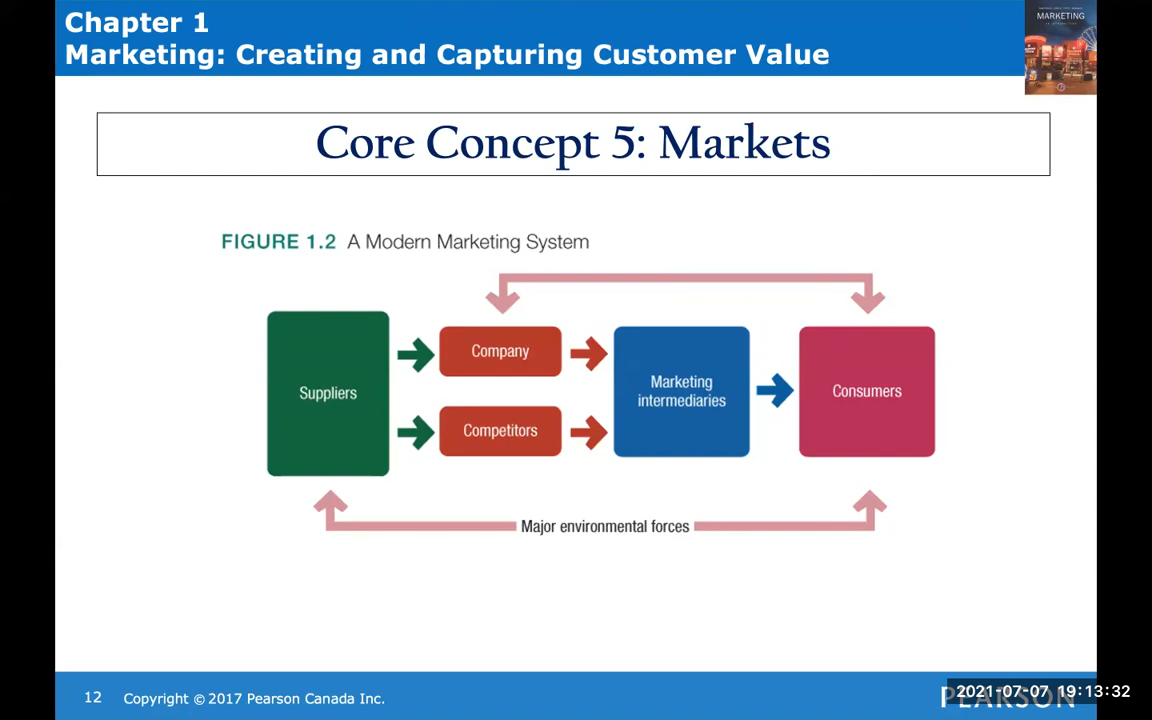 Chapter 1
Marketing: Creating and Capturing Customer Value
MARKETING
Core Concept 5: Markets
FIGURE 1.2 A Modern Marketing System
Suppliers
Company
Competitors
Marketing
intermediaries
Consumers
Major environmental forces
12 Copyright © 2017 Pearson Canada Inc.
PEARSON
2021-07-07 19:13:32